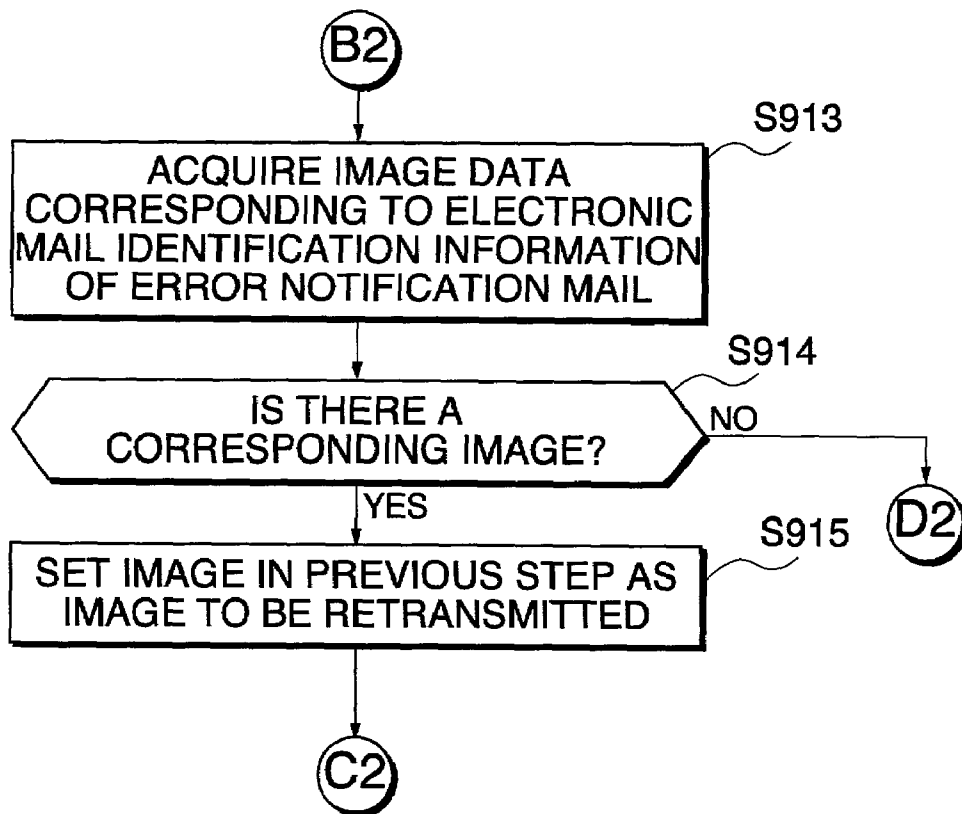 B2
S913
ACQUIRE IMAGE DATA
CORRESPONDING TO ELECTRONIC
MAIL IDENTIFICATION INFORMATION
OF ERROR NOTIFICATION MAIL
S914
IS THERE A
CORRESPONDING IMAGE?
NO
YES
D2
S915
SET IMAGE IN PREVIOUS STEP AS
IMAGE TO BE RETRANSMITTED
C2